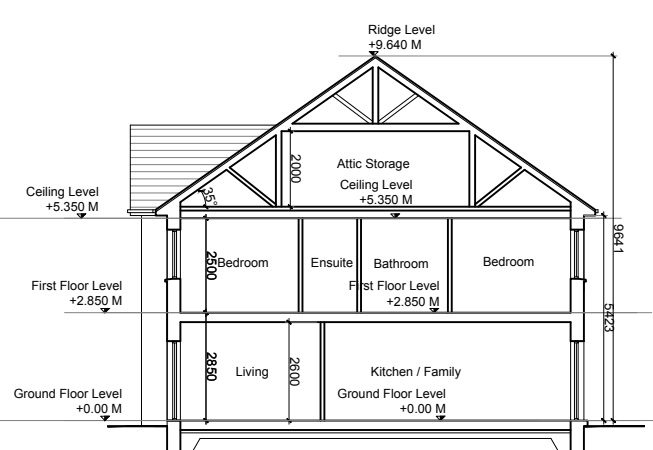 Ridge Level
+9.640 M
Attic Storage
2000
35°
Ceiling Level
+5.350 M
Ceiling Level
+5.350 M
9641
2500
Bedroom
Ensuite
Bathroom
Bedroom
First Floor Level
+2.850 M
First Floor Level
+2.850 M
5423
2850
Living
2600
Kitchen / Family
Ground Floor Level
+0.00 M
Ground Floor Level
+0.00 M